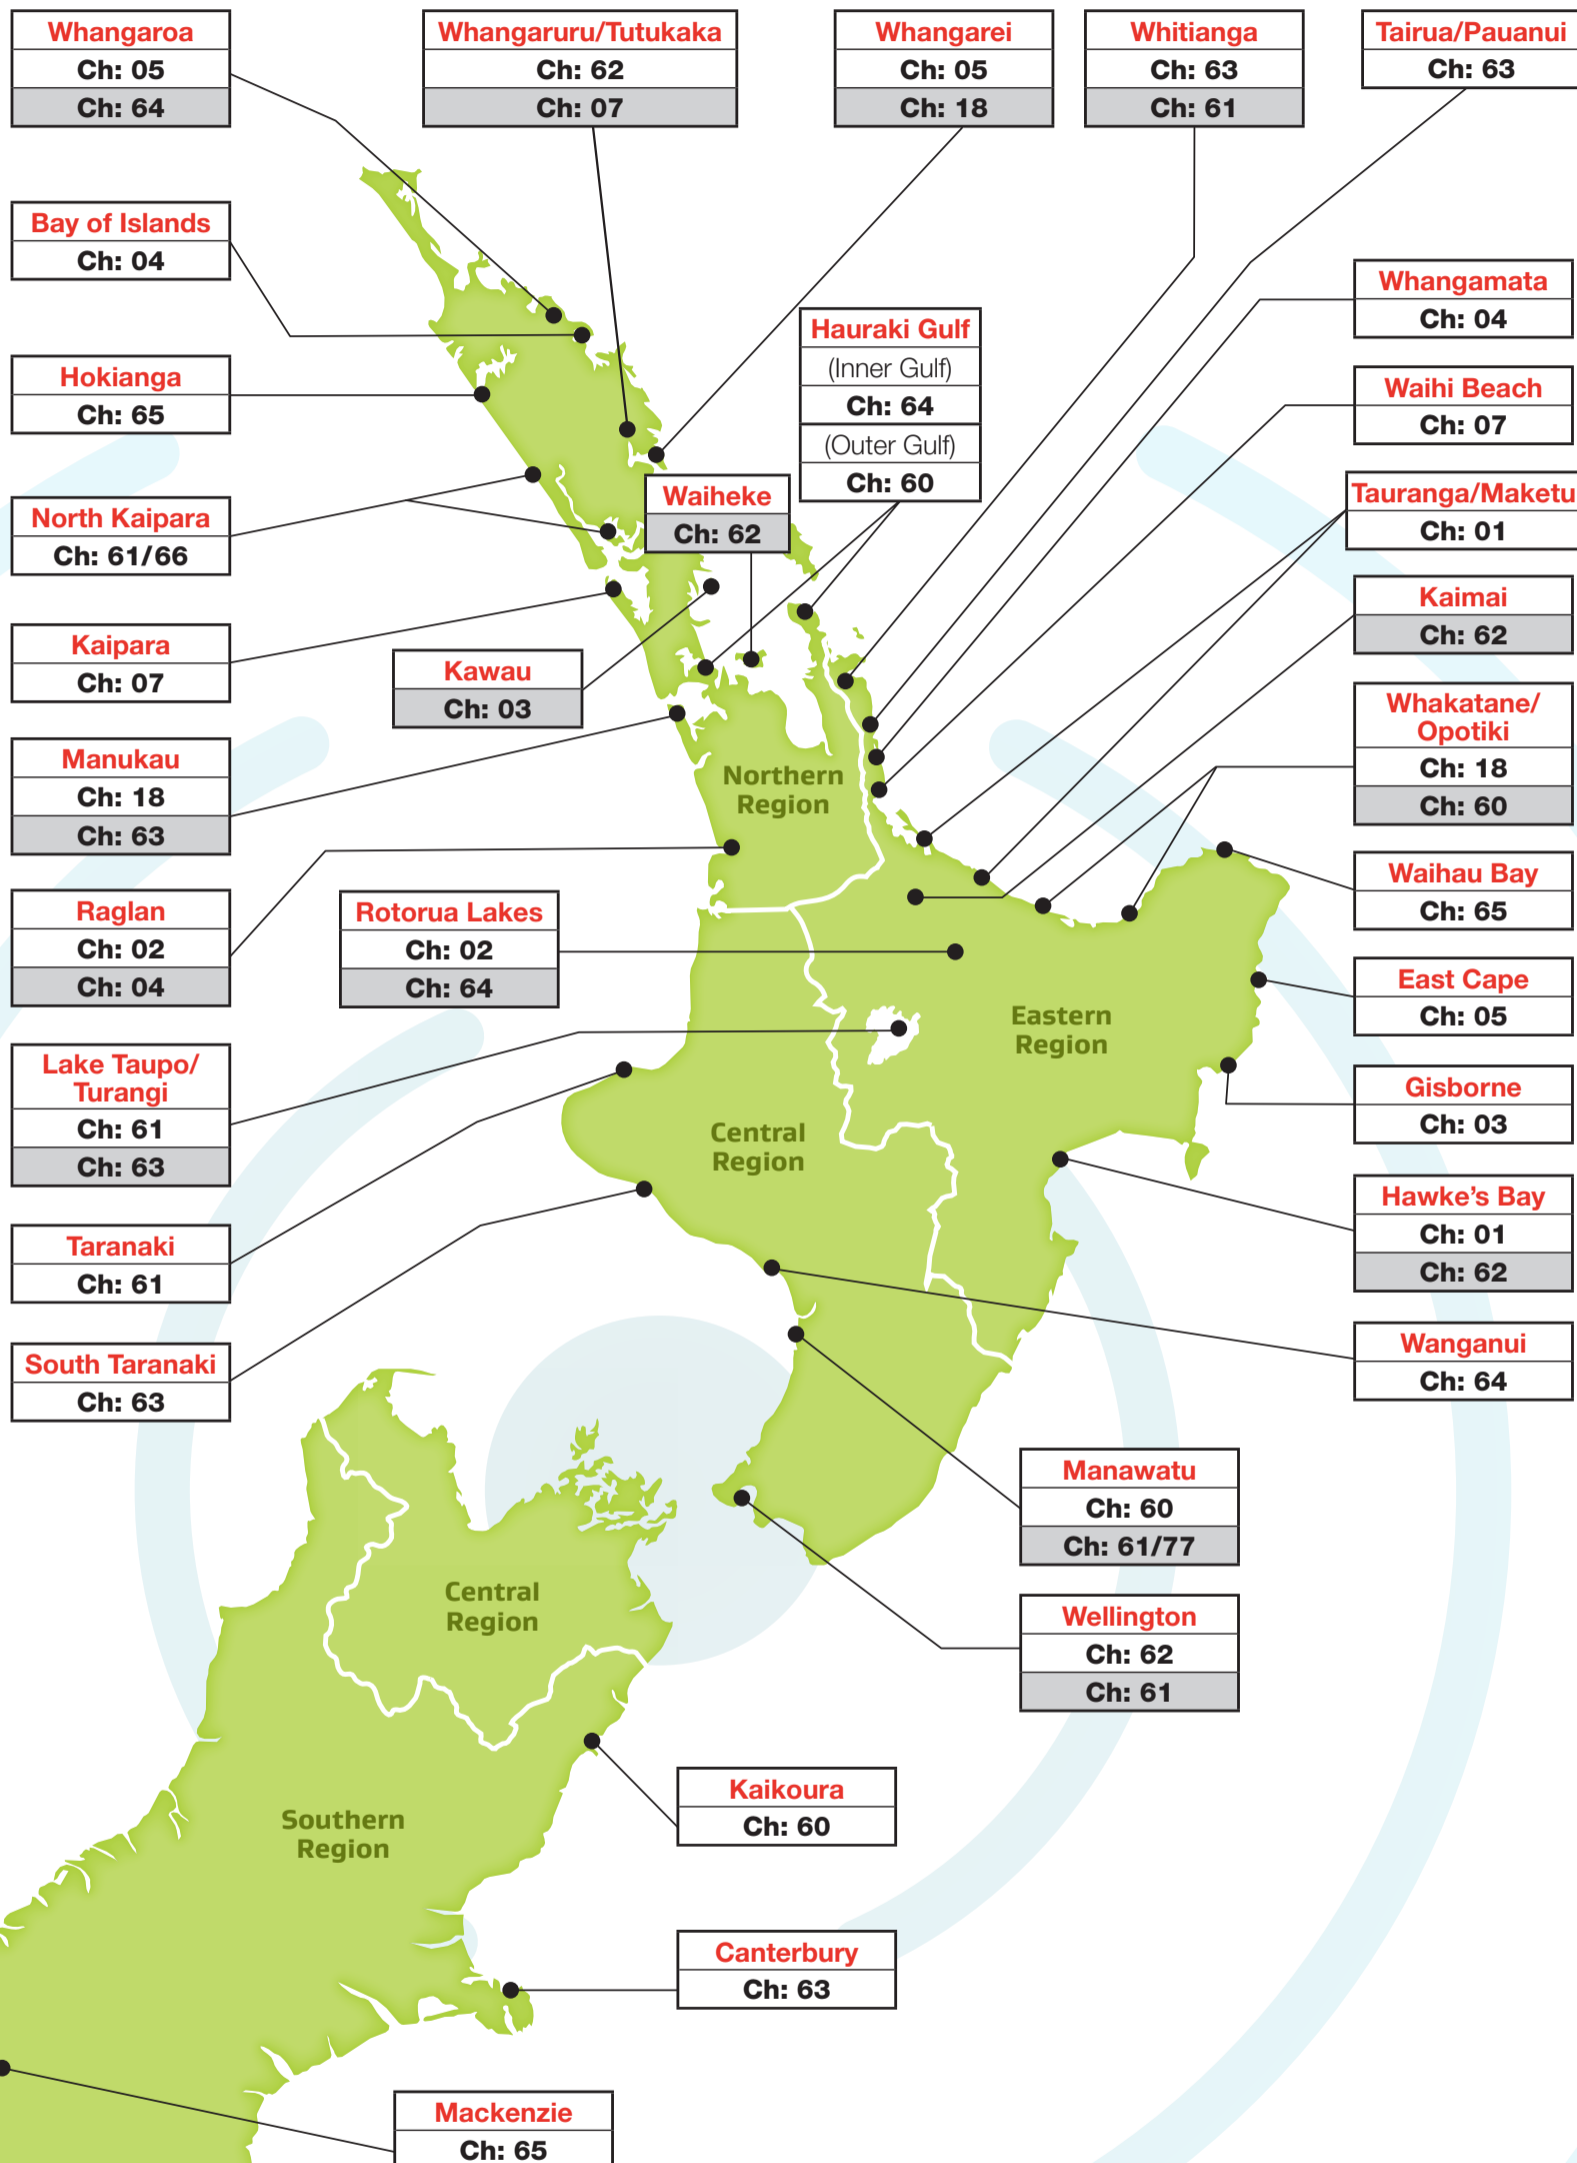 Whangaroa
Ch: 05
Ch: 64
Whangaruru/Tutukaka
Ch: 62
Ch: 07
Whangarei
Ch: 05
Ch: 18
Whitianga
Ch: 63
Ch: 61
Tairua/Pauanui
Ch: 63
Bay of Islands
Ch: 04
Whangamata
Ch: 04
Hauraki Gulf
(Inner Gulf)
Ch: 64
(Outer Gulf)
Ch: 60
Hokianga
Ch: 65
Waihi Beach
Ch: 07
Waiheke
Ch: 62
Tauranga/Maketu
Ch: 01
North Kaipara
Ch: 61/66
Kaimai
Ch: 62
Kaipara
Ch: 07
Kawau
Ch: 03
Whakatane/
Opotiki
Ch: 18
Ch: 60
Manukau
Ch: 18
Ch: 63
Northern
Region
Waihau Bay
Ch: 65
Raglan
Ch: 02
Ch: 04
Rotorua Lakes
Ch: 02
Ch: 64
East Cape
Ch: 05
Eastern
Region
Lake Taupo/
Turangi
Ch: 61
Ch: 63
Gisborne
Ch: 03
Central
Region
Hawke's Bay
Ch: 01
Ch: 62
Taranaki
Ch: 61
Wanganui
Ch: 64
South Taranaki
Ch: 63
Manawatu
Ch: 60
Ch: 61/77
Central
Region
Wellington
Ch: 62
Ch: 61
Kaikoura
Ch: 60
Southern
Region
Canterbury
Ch: 63
Mackenzie
Ch: 65